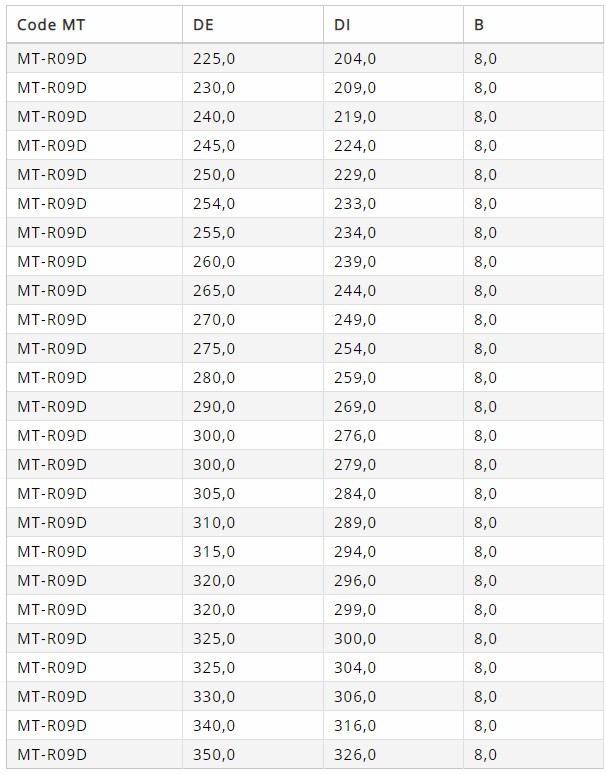 Code MT DE DI B
MT-R09D 225,0 204,0 8,0
MT-R09D 230,0 209,0 8,0
MT-R09D 240,0 219,0 8,0
MT-R09D 245,0 224,0 8,0
MT-R09D 250,0 229,0 8,0
MT-R09D 254,0 233,0 8,0
MT-R09D 255,0 234,0 8,0
MT-R09D 260,0 239,0 8,0
MT-R09D 265,0 244,0 8,0
MT-R09D 270,0 249,0 8,0
MT-R09D 275,0 254,0 8,0
MT-R09D 280,0 259,0 8,0
MT-R09D 290,0 269,0 8,0
MT-R09D 300,0 276,0 8,0
MT-R09D 300,0 279,0 8,0
MT-R09D 305,0 284,0 8,0
MT-R09D 310,0 289,0 8,0
MT-R09D 315,0 294,0 8,0
MT-R09D 320,0 296,0 8,0
MT-R09D 320,0 299,0 8,0
MT-R09D 325,0 300,0 8,0
MT-R09D 325,0 304,0 8,0
MT-R09D 330,0 306,0 8,0
MT-R09D 340,0 316,0 8,0
MT-R09D 350,0 326,0 8,0